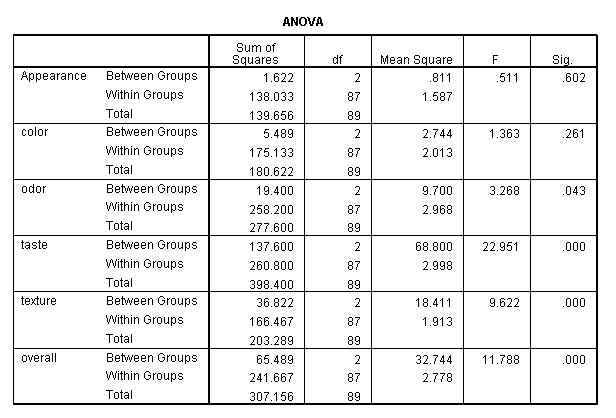 ANOVA
Sum of Squares df Mean Square F Sig.
Appearance Between Groups 1.622 2 .811 .511 .602
Within Groups 138.033 87 1.587
Total 139.656 89
color Between Groups 5.489 2 2.744 1.363 .261
Within Groups 175.133 87 2.013
Total 180.622 89
odor Between Groups 19.400 2 9.700 3.268 .043
Within Groups 258.200 87 2.968
Total 277.600 89
taste Between Groups 137.600 2 68.800 22.951 .000
Within Groups 260.800 87 2.998
Total 398.400 89
texture Between Groups 36.822 2 18.411 9.622 .000
Within Groups 166.467 87 1.913
Total 203.289 89
overall Between Groups 65.489 2 32.744 11.788 .000
Within Groups 241.667 87 2.778
Total 307.156 89